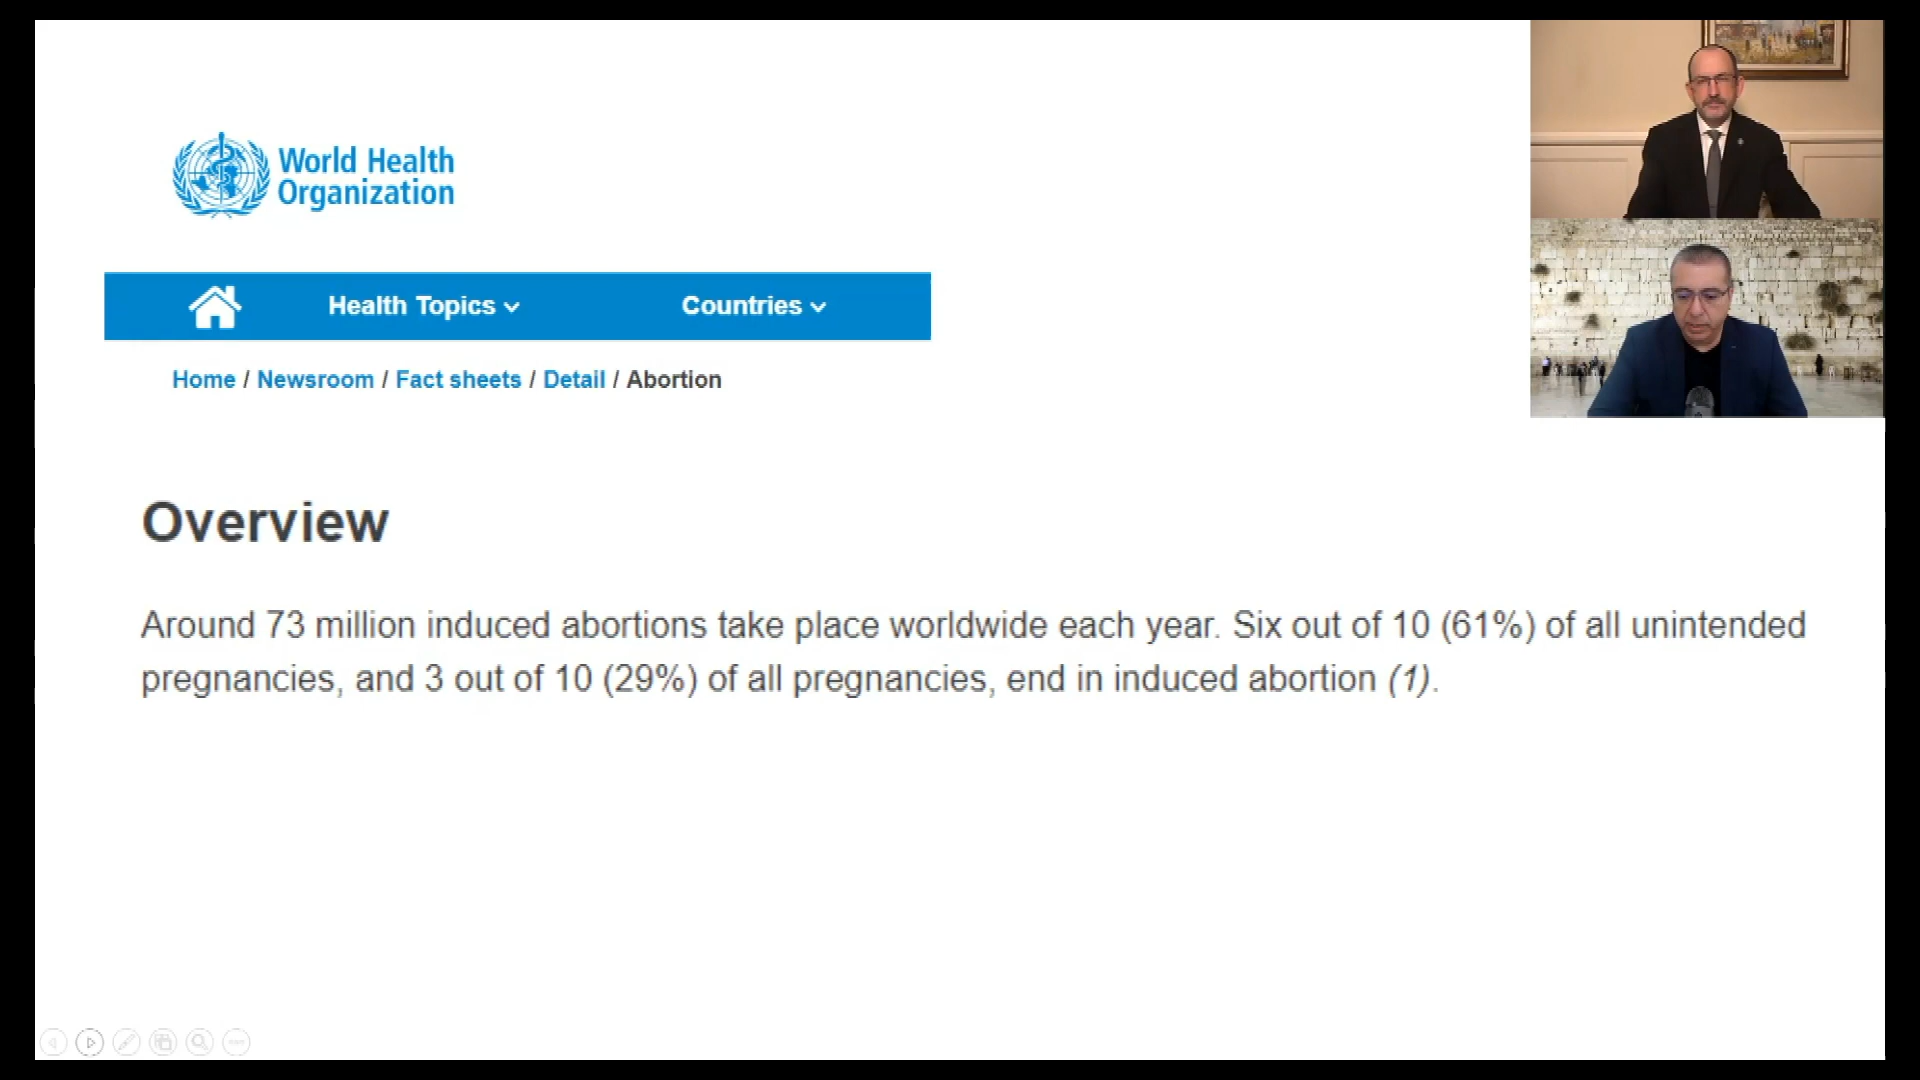 World Health
Organization
Health Topics
Countries
Home / Newsroom / Fact sheets / Detail / Abortion
Overview
Around 73 million induced abortions take place worldwide each year. Six out of 10 (61%) of all unintended
pregnancies, and 3 out of 10 (29%) of all pregnancies, end in induced abortion (1).